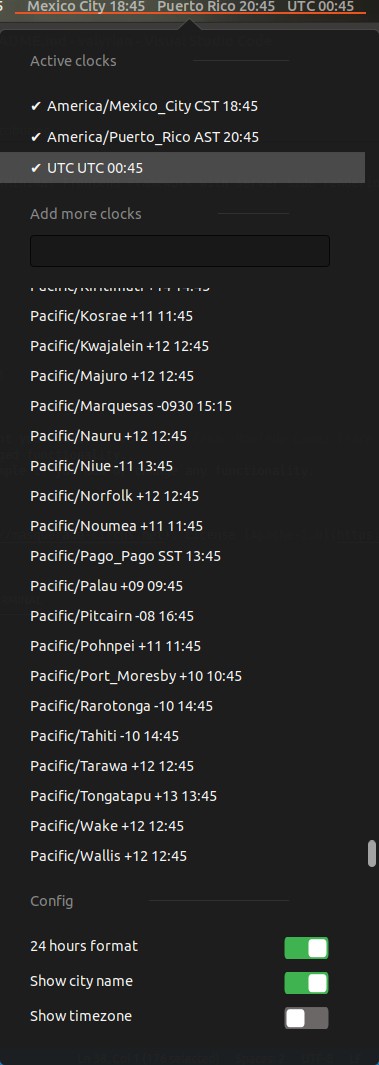 Mexico City 18:45 Puerto Rico 20:45 UTC 00:45
Active clocks
✔ America/Mexico_City CST 18:45
✔ America/Puerto_Rico AST 20:45
✔ UTC UTC 00:45
Add more clocks
Pacific/Kiritimati +14 14:45
Pacific/Kosrae +11 11:45
Pacific/Kwajalein +12 12:45
Pacific/Majuro +12 12:45
Pacific/Marquesas -0930 15:15
Pacific/Nauru +12 12:45
Pacific/Niue -11 13:45
Pacific/Norfolk +12 12:45
Pacific/Noumea +11 11:45
Pacific/Pago_Pago SST 13:45
Pacific/Palau +09 09:45
Pacific/Pitcairn -08 16:45
Pacific/Pohnpei +11 11:45
Pacific/Port_Moresby +10 10:45
Pacific/Rarotonga -10 14:45
Pacific/Tahiti -10 14:45
Pacific/Tarawa +12 12:45
Pacific/Tongatapu +13 13:45
Pacific/Wake +12 12:45
Pacific/Wallis +12 12:45
Config
24 hours format
Show city name
Show timezone